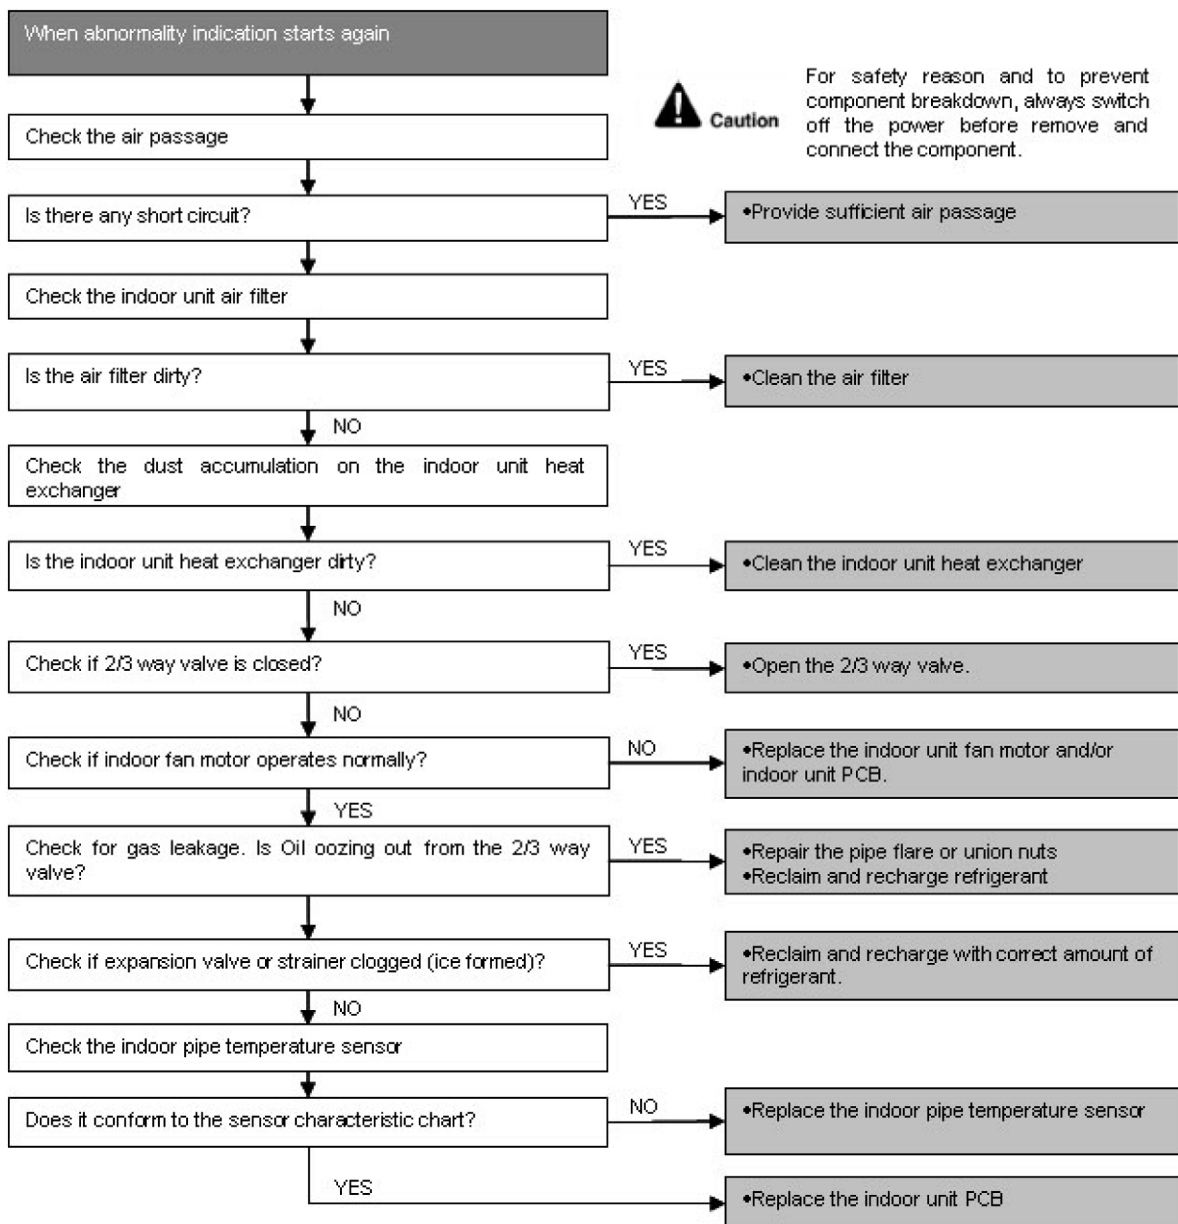 When abnormality indication starts again
For safety reason and to prevent
component breakdown, always switch
off the power before remove and
connect the component.
Caution
Check the air passage
Is there any short circuit?
YES
•Provide sufficient air passage
Check the indoor unit air filter
Is the air filter dirty?
YES
•Clean the air filter
NO
Check the dust accumulation on the indoor unit heat
exchanger
Is the indoor unit heat exchanger dirty?
YES
•Clean the indoor unit heat exchanger
NO
Check if 2/3 way valve is closed?
YES
•Open the 2/3 way valve.
NO
Check if indoor fan motor operates normally?
NO
•Replace the indoor unit fan motor and/or
indoor unit PCB.
YES
Check for gas leakage. Is Oil oozing out from the 2/3 way
valve?
YES
•Repair the pipe flare or union nuts
•Reclaim and recharge refrigerant
Check if expansion valve or strainer clogged (ice formed)?
YES
•Reclaim and recharge with correct amount of
refrigerant.
NO
Check the indoor pipe temperature sensor
Does it conform to the sensor characteristic chart?
NO
•Replace the indoor pipe temperature sensor
YES
•Replace the indoor unit PCB